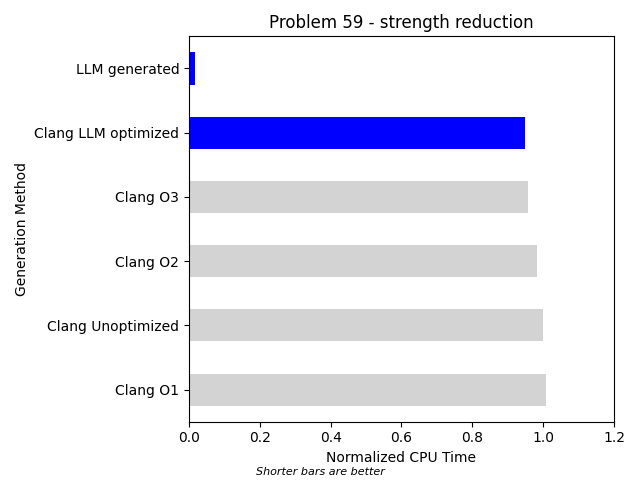 Problem 59 - strength reduction
LLM generated
Clang LLM optimized
Clang O3
Clang O2
Clang Unoptimized
Clang O1
Generation Method
0.0 0.2 0.4 0.6 0.8 1.0 1.2
Normalized CPU Time
Shorter bars are better